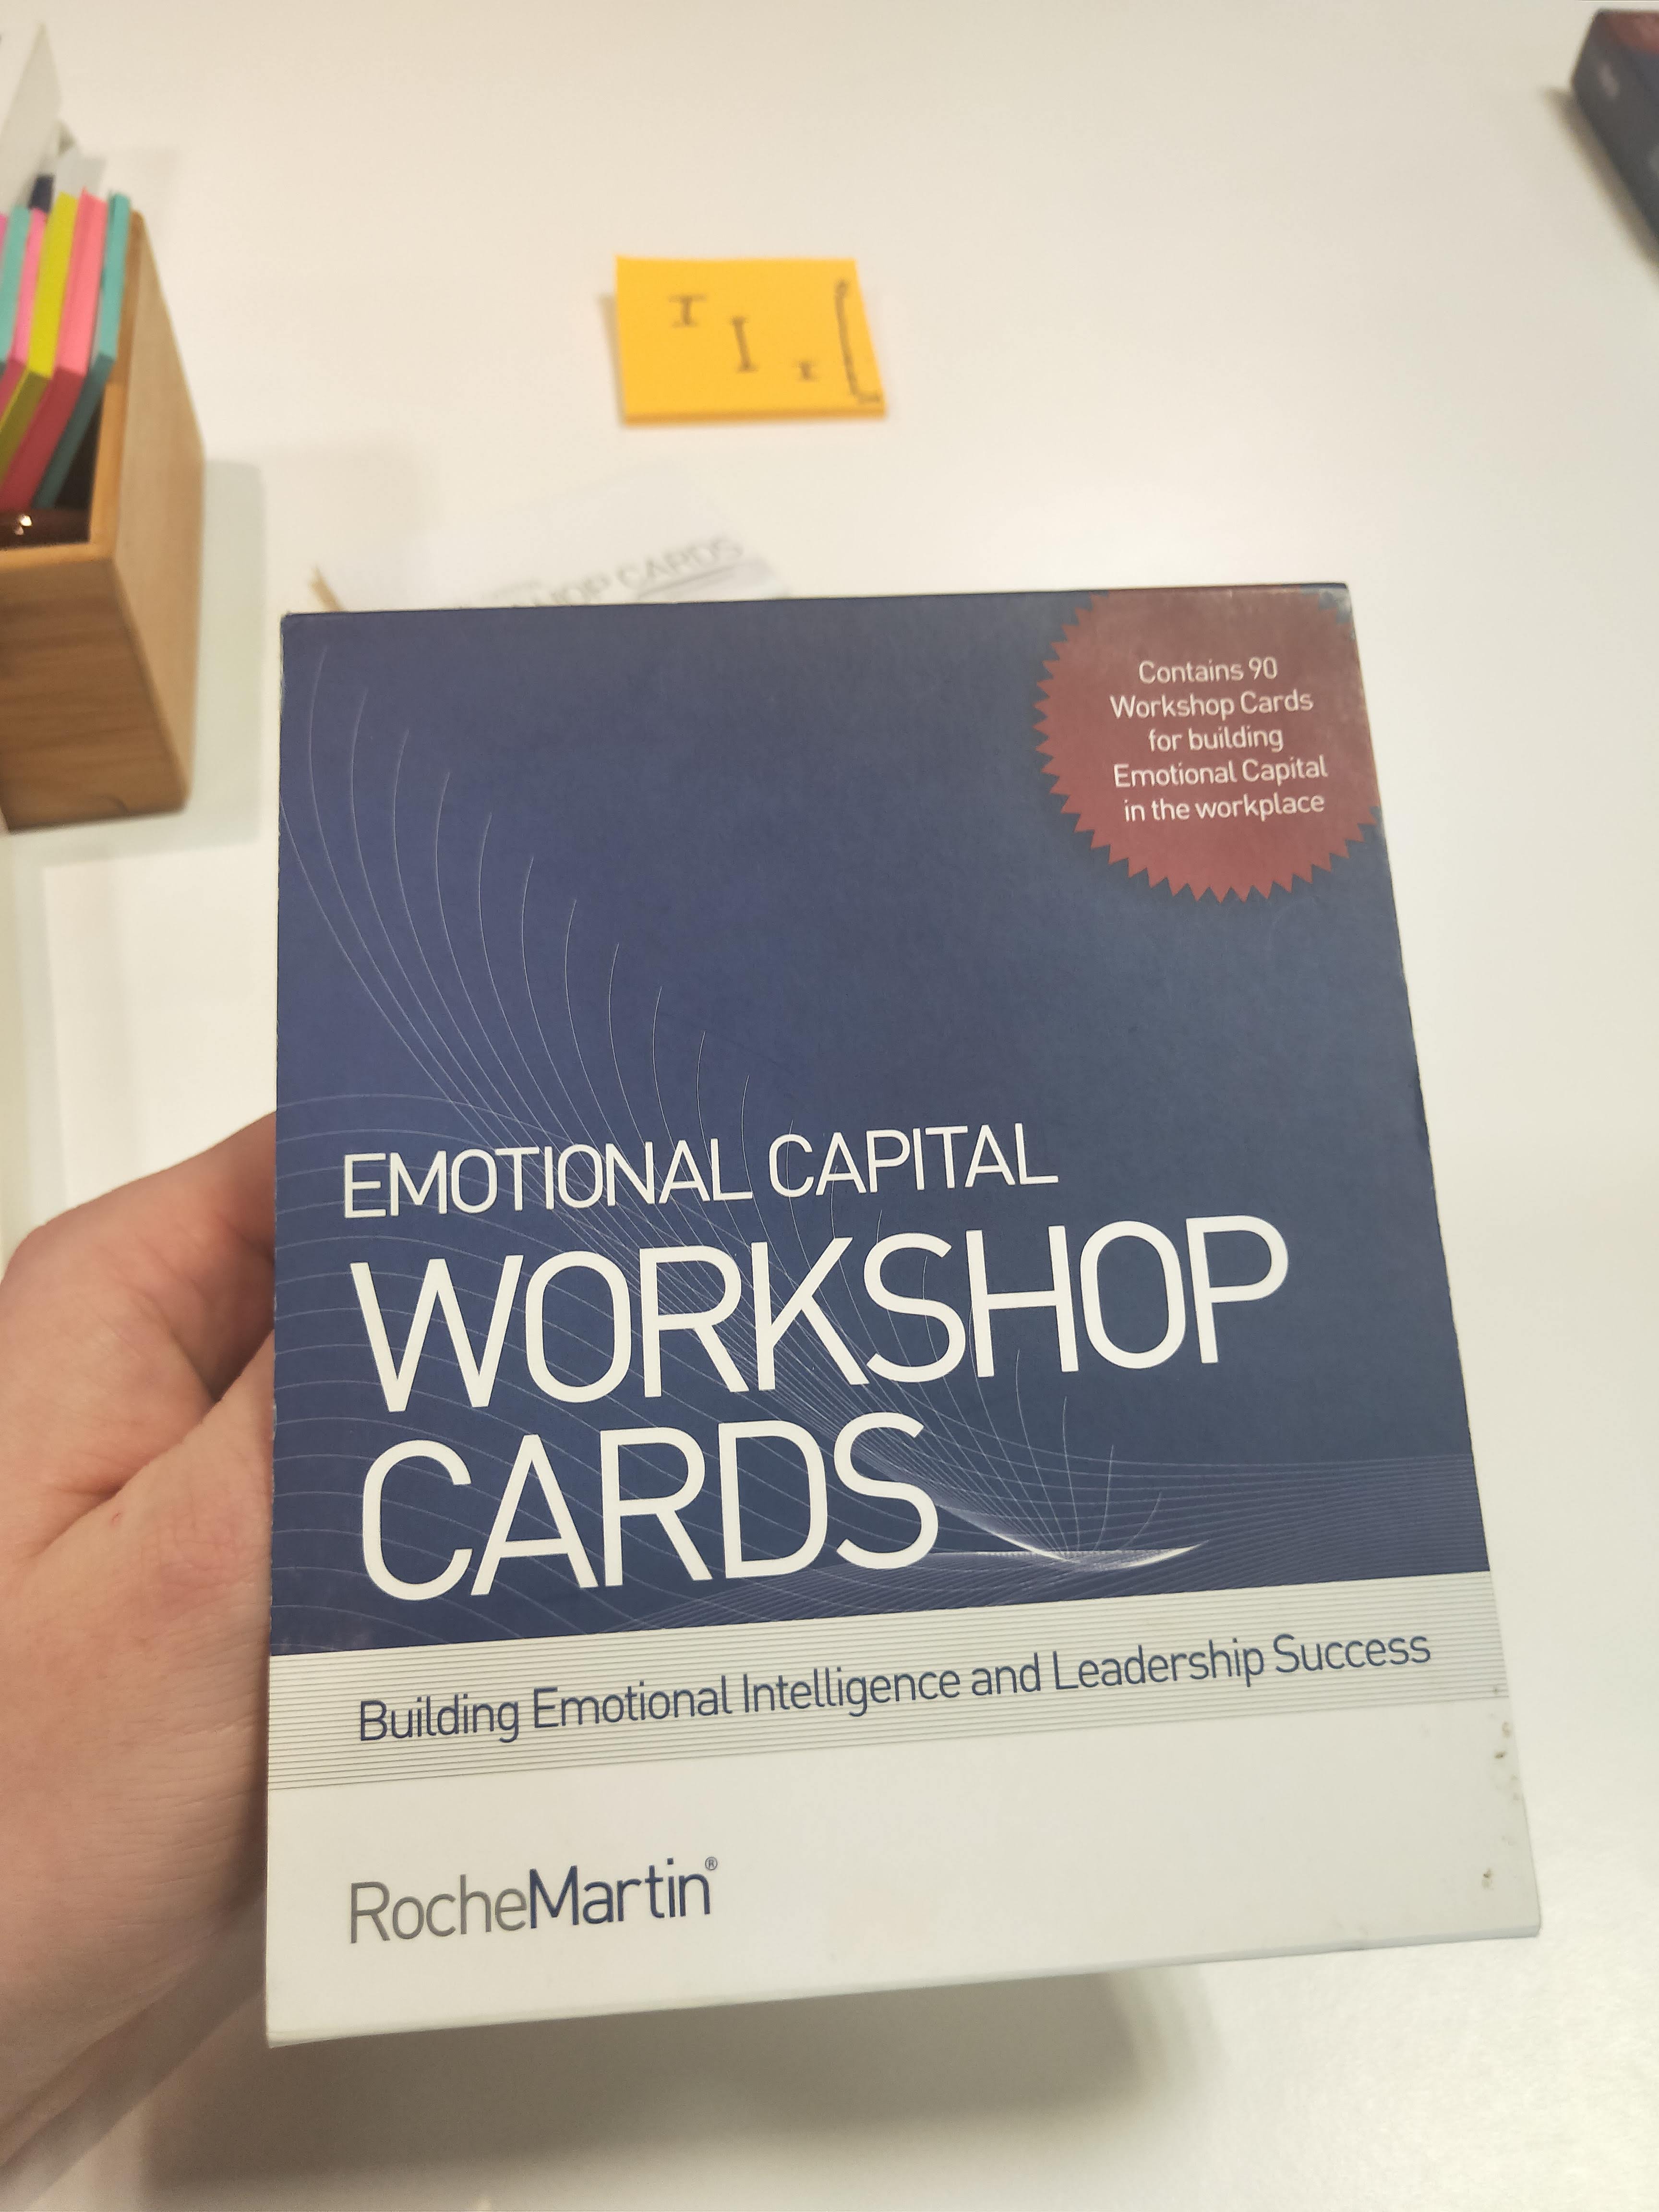 CARDS
Contains 90
Workshop Cards
for building
Emotional Capital
in the workplace
EMOTIONAL CAPITAL
WORKSHOP
CARDS
Building Emotional Intelligence and Leadership Success
RocheMartin®